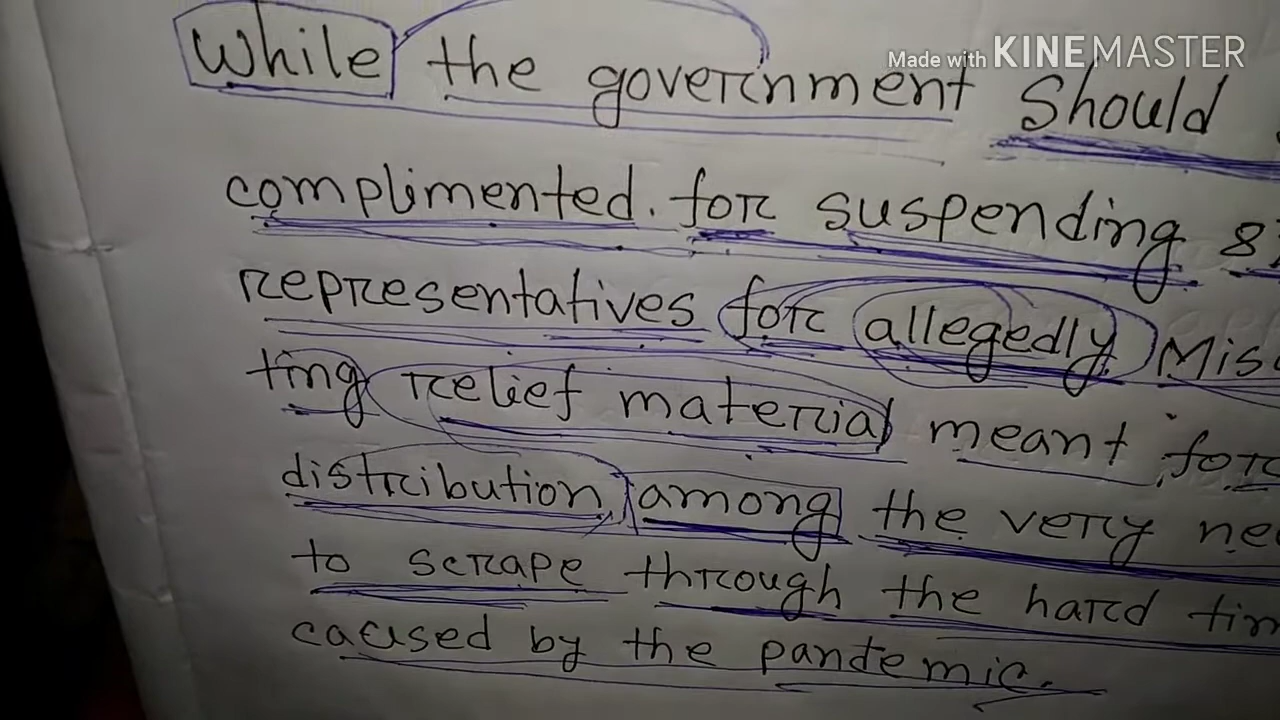 Made with KINEMASTER
While the government should
complimented. for suspending
representatives for allegedly
ting relief material meant for
distribution, among the very
to scrape through the hard
caused by the pandemic.